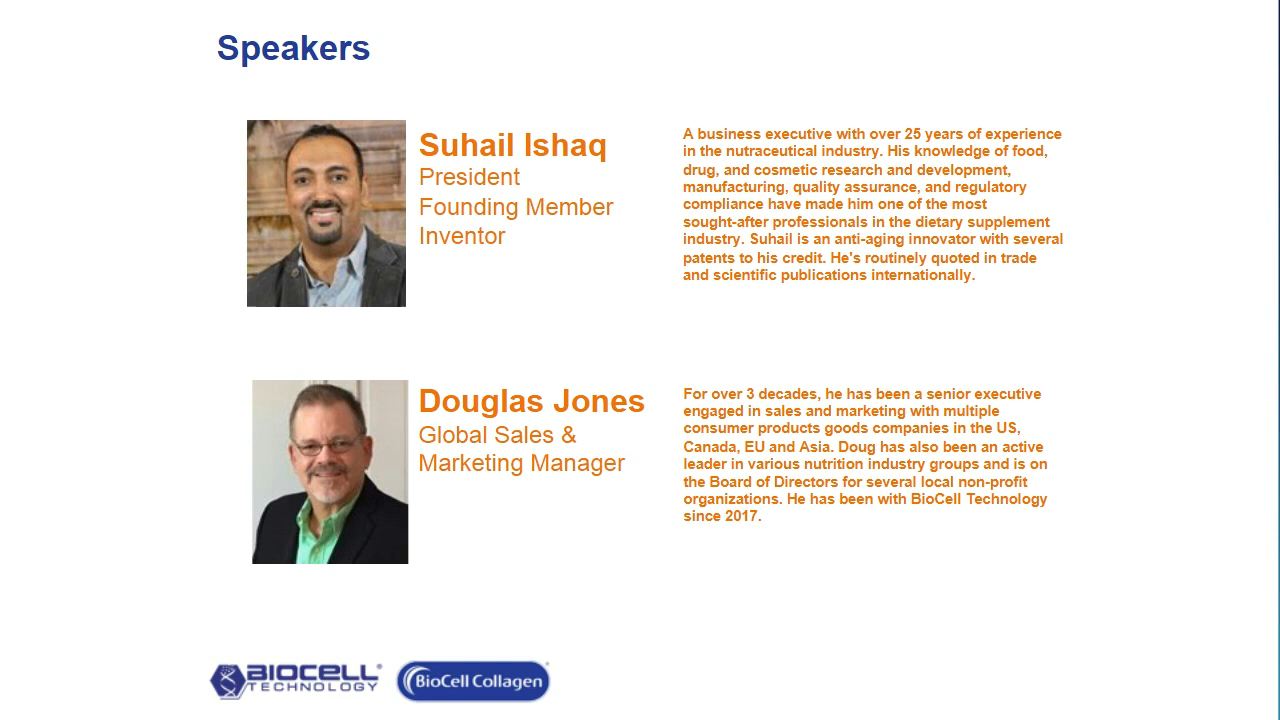 Speakers
Suhail Ishaq
President
Founding Member
Inventor
A business executive with over 25 years of experience
in the nutraceutical industry. His knowledge of food,
drug, and cosmetic research and development,
manufacturing, quality assurance, and regulatory
compliance have made him one of the most
sought-after professionals in the dietary supplement
industry. Suhail is an anti-aging innovator with several
patents to his credit. He's routinely quoted in trade
and scientific publications internationally.
Douglas Jones
Global Sales &
Marketing Manager
For over 3 decades, he has been a senior executive
engaged in sales and marketing with multiple
consumer products goods companies in the US,
Canada, EU and Asia. Doug has also been an active
leader in various nutrition industry groups and is on
the Board of Directors for several local non-profit
organizations. He has been with BioCell Technology
since 2017.
BIOCELL®
TECHNOLOGY
BioCell Collagen